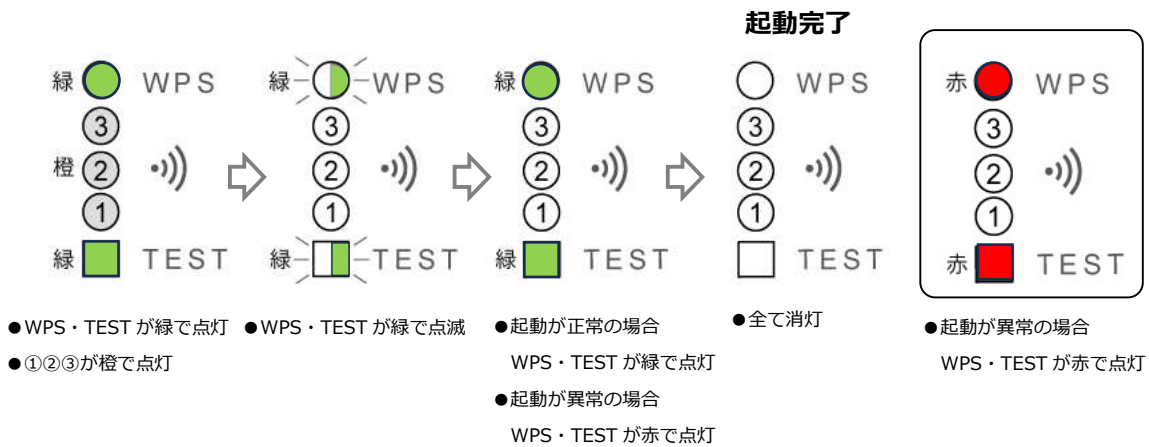 起動完了
緑 WPS
③
橙 ②
①
緑 TEST
緑 WPS
③
②
①
緑 TEST
緑 WPS
③
②
①
緑 TEST
WPS
③
②
①
TEST
赤 WPS
③
②
①
赤 TEST
●WPS・TEST が緑で点灯
●①②③が橙で点灯
●WPS・TEST が緑で点滅
●起動が正常の場合
WPS・TEST が緑で点灯
●起動が異常の場合
WPS・TEST が赤で点灯
●全て消灯
●起動が異常の場合
WPS・TEST が赤で点灯